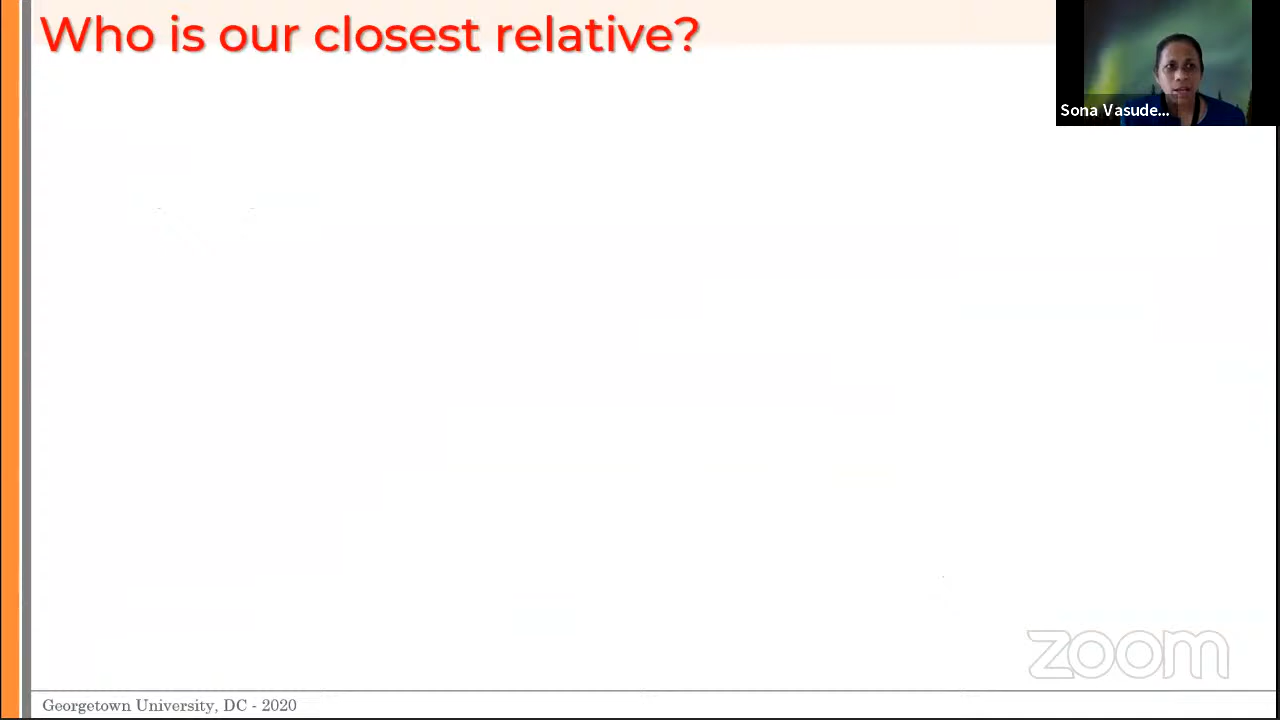 Who is our closest relative?
Sona Vasude...
zoom
Georgetown University, DC - 2020